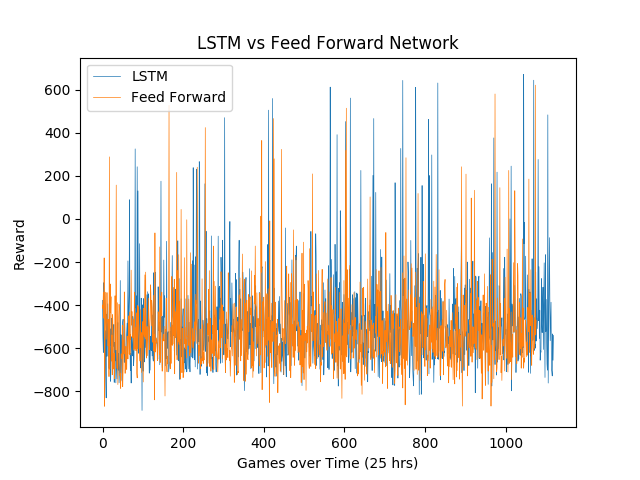 LSTM vs Feed Forward Network
LSTM
Feed Forward
600
400
200
0
−200
−400
−600
−800
Reward
0 200 400 600 800 1000
Games over Time (25 hrs)